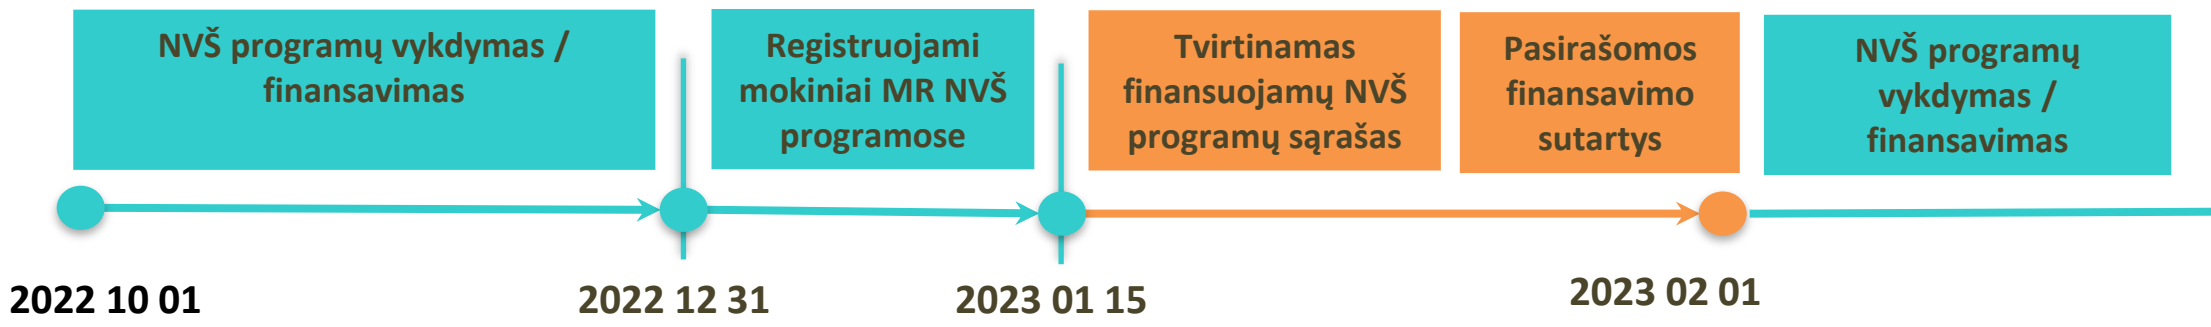 NVŠ programų vykdymas /
finansavimas
Registruojami
mokiniai MR NVŠ
programose
Tvirtinamas
finansuojamų NVŠ
programų sąrašas
Pasirašomos
finansavimo
sutartys
NVŠ programų
vykdymas /
finansavimas
2022 10 01
2022 12 31
2023 01 15
2023 02 01